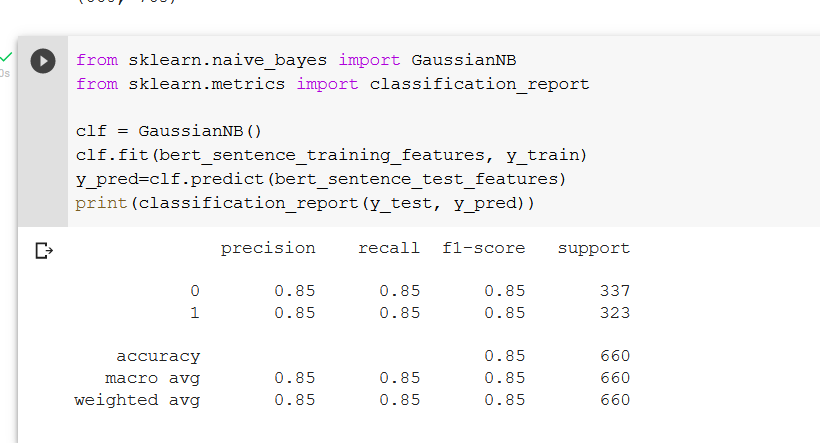 from sklearn.naive_bayes import GaussianNB
from sklearn.metrics import classification_report
clf = GaussianNB()
clf.fit(bert_sentence_training_features, y_train)
y_pred=clf.predict(bert_sentence_test_features)
print(classification_report(y_test, y_pred))
precision recall f1-score support
0 0.85 0.85 0.85 337
1 0.85 0.85 0.85 323
accuracy 0.85 660
macro avg 0.85 0.85 0.85 660
weighted avg 0.85 0.85 0.85 660